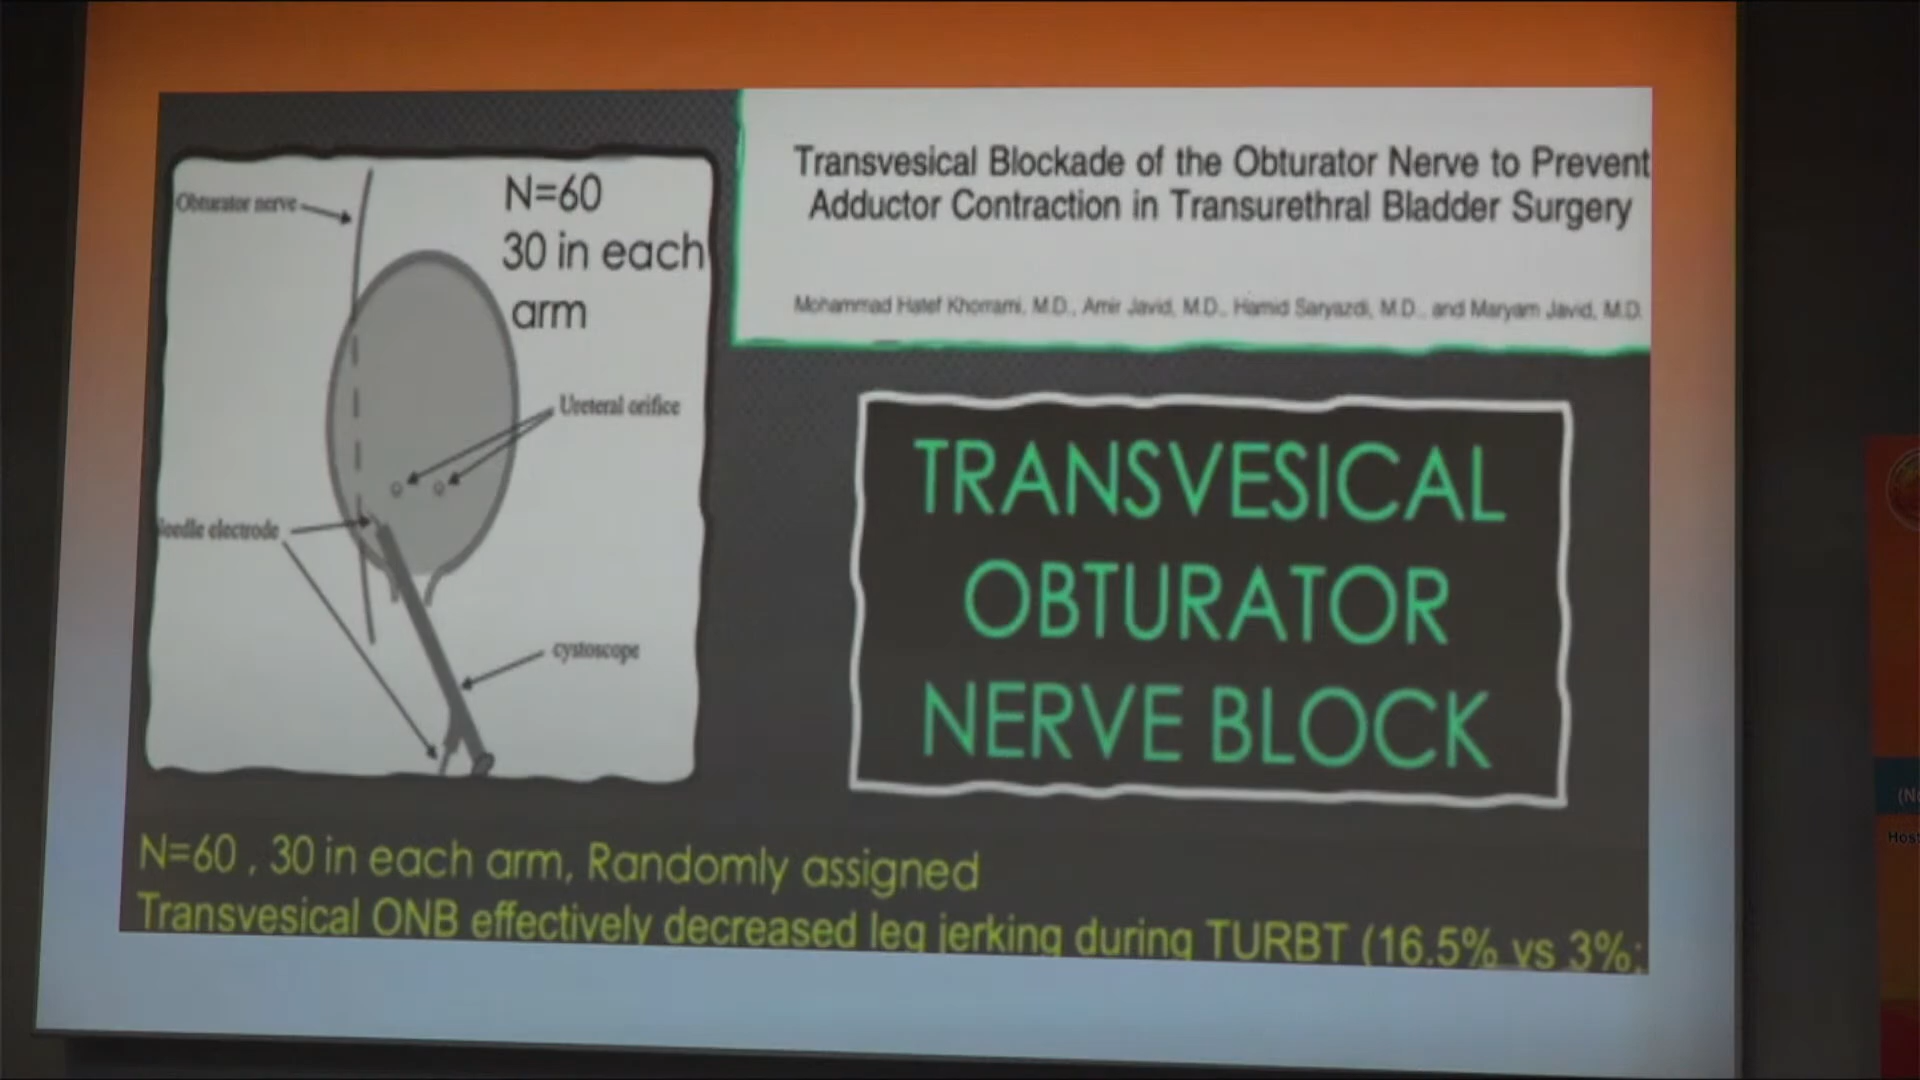 Transvesical Blockade of the Obturator Nerve to Prevent
Adductor Contraction in Transurethral Bladder Surgery
Mohammad Hatef Khorrami, M.D., Amir Javid, M.D., Hamid Saryazdi, M.D., and Maryam Javid, M.D.
Obturator nerve
N=60
30 in each
arm
Ureteral orifice
eedle electrode
cystoscope
TRANSVESICAL
OBTURATOR
NERVE BLOCK
N=60 , 30 in each arm, Randomly assigned
Transvesical ONB effectively decreased leg jerking during TURBT (16.5% vs 3%;
(No
Host